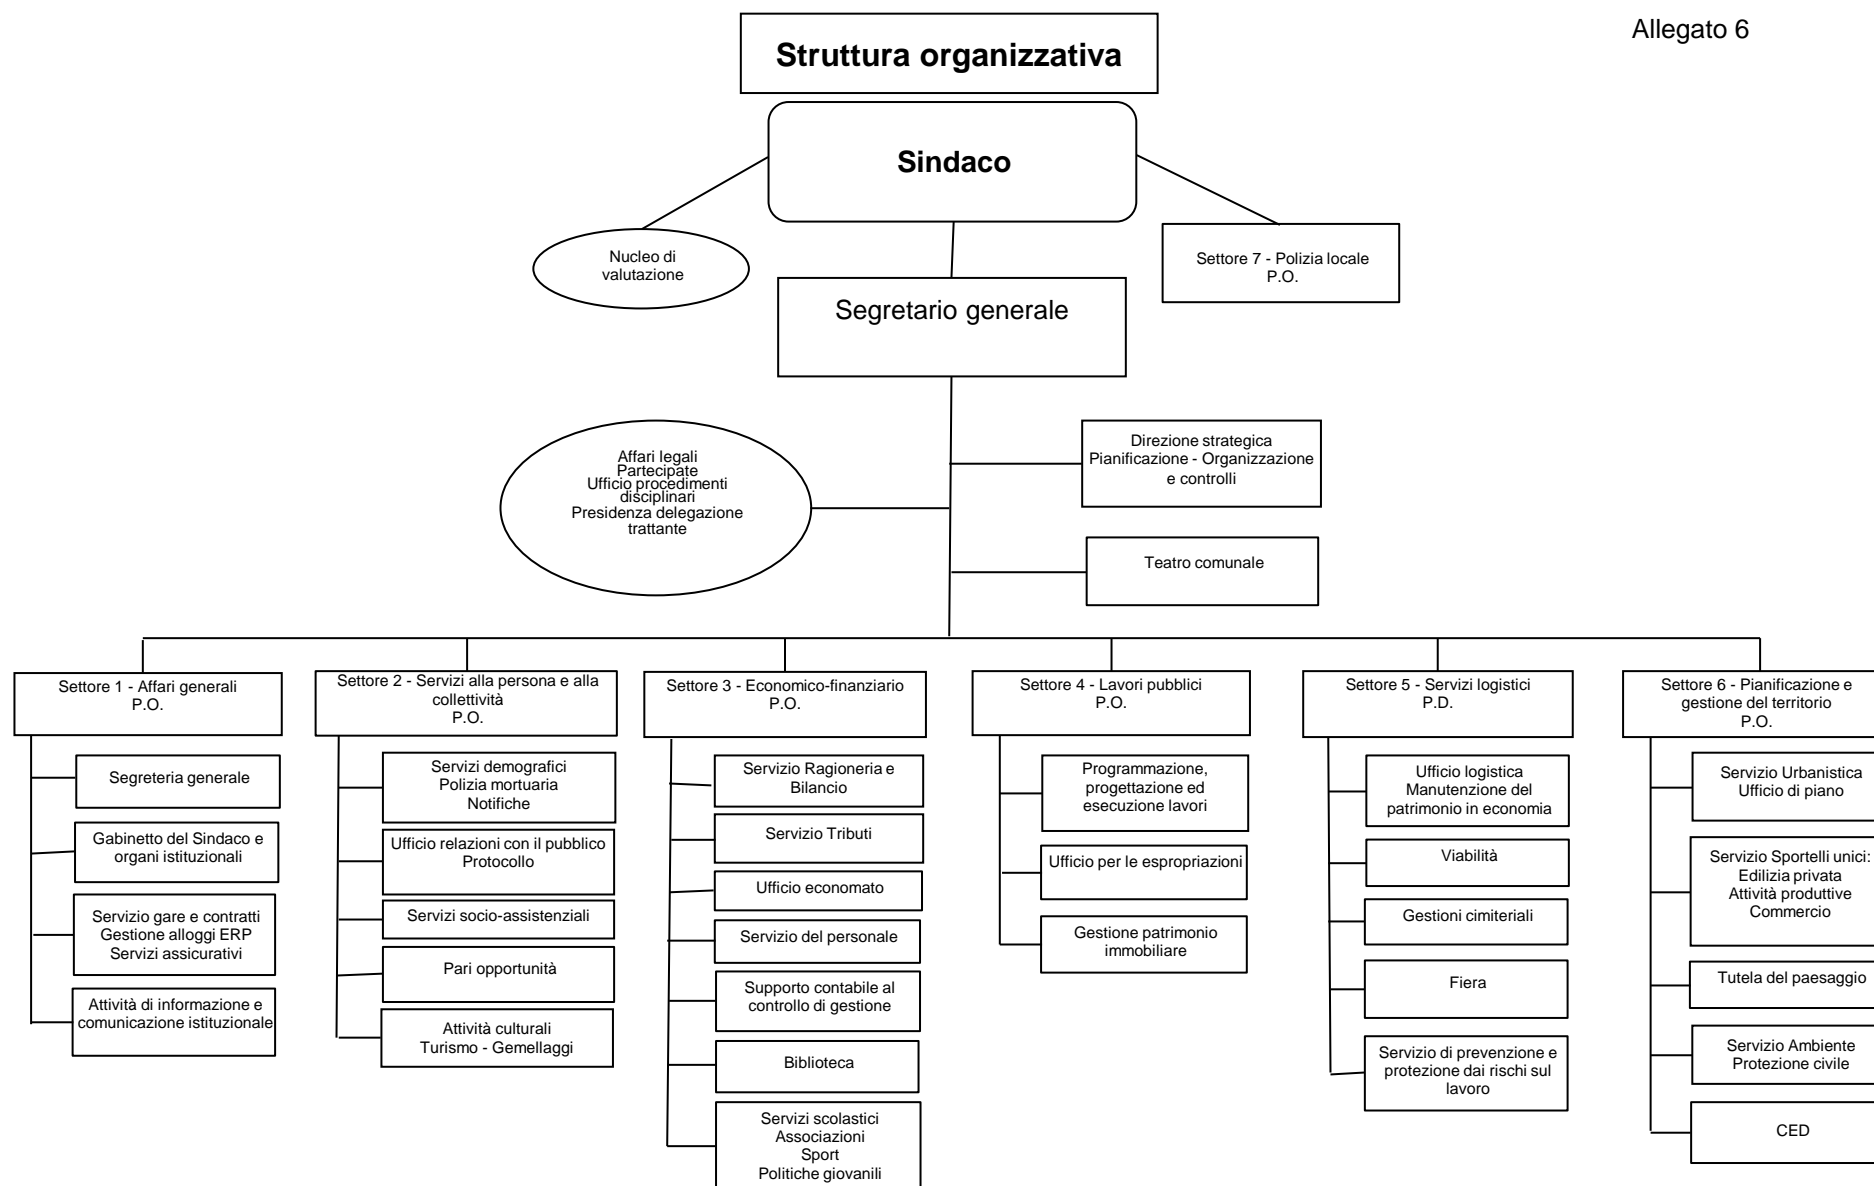 Allegato 6
Struttura organizzativa
Sindaco
Nucleo di
valutazione
Settore 7 - Polizia locale
P.O.
Segretario generale
Affari legali
Partecipate
Ufficio procedimenti
disciplinari
Presidenza delegazione
trattante
Direzione strategica
Pianificazione - Organizzazione
e controlli
Teatro comunale
Settore 1 - Affari generali
P.O.
Segreteria generale
Gabinetto del Sindaco e
organi istituzionali
Servizio gare e contratti
Gestione alloggi ERP
Servizi assicurativi
Attività di informazione e
comunicazione istituzionale
Settore 2 - Servizi alla persona e alla
collettività
P.O.
Servizi demografici
Polizia mortuaria
Notifiche
Ufficio relazioni con il pubblico
Protocollo
Servizi socio-assistenziali
Pari opportunità
Attività culturali
Turismo - Gemellaggi
Settore 3 - Economico-finanziario
P.O.
Servizio Ragioneria e
Bilancio
Servizio Tributi
Ufficio economato
Servizio del personale
Supporto contabile al
controllo di gestione
Biblioteca
Servizi scolastici
Associazioni
Sport
Politiche giovanili
Settore 4 - Lavori pubblici
P.O.
Programmazione,
progettazione ed
esecuzione lavori
Ufficio per le espropriazioni
Gestione patrimonio
immobiliare
Settore 5 - Servizi logistici
P.D.
Ufficio logistica
Manutenzione del
patrimonio in economia
Viabilità
Gestioni cimiteriali
Fiera
Servizio di prevenzione e
protezione dai rischi sul
lavoro
Settore 6 - Pianificazione e
gestione del territorio
P.O.
Servizio Urbanistica
Ufficio di piano
Servizio Sportelli unici:
Edilizia privata
Attività produttive
Commercio
Tutela del paesaggio
Servizio Ambiente
Protezione civile
CED